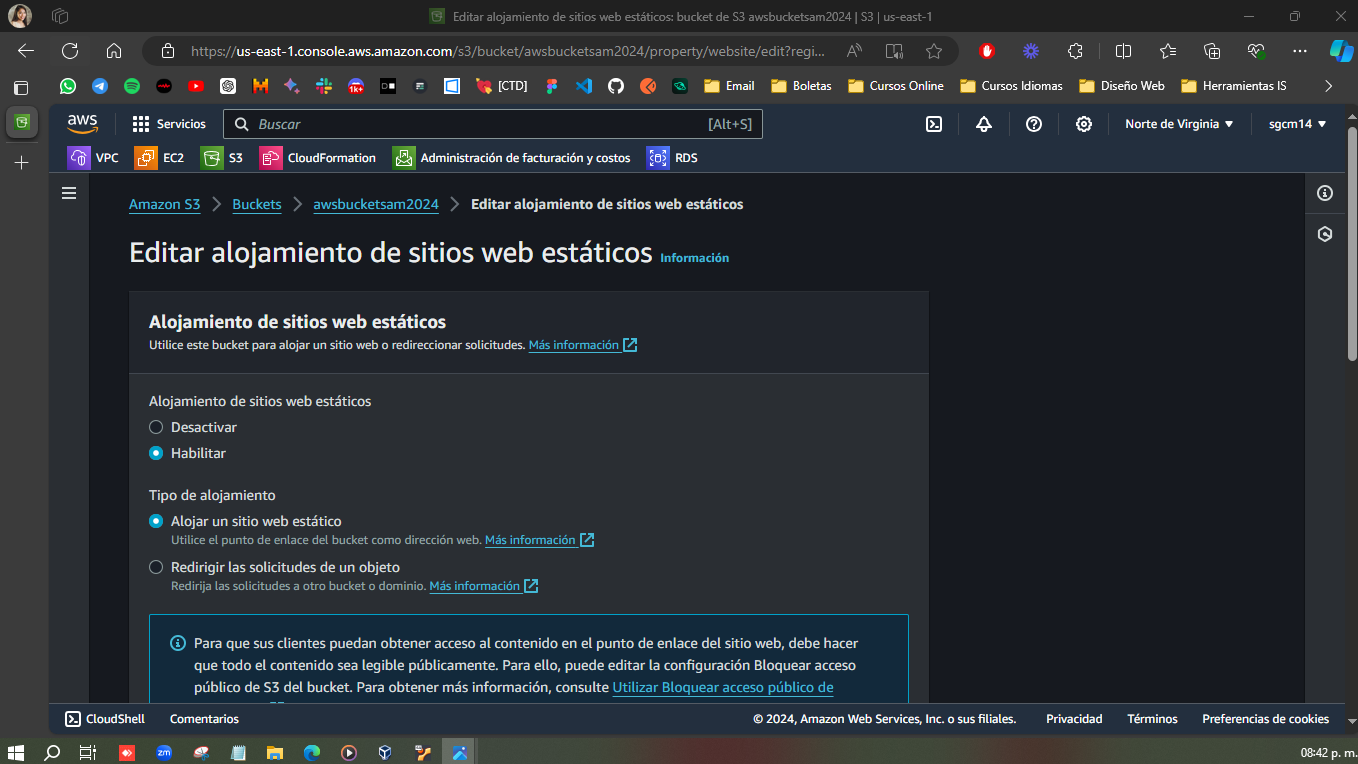 Editar alojamiento de sitios web estáticos: bucket de S3 awsbucketsam2024 | S3 | us-east-1
https://us-east-1.console.aws.amazon.com/s3/bucket/awsbucketsam2024/property/website/edit?regi...
1k+
[CTD]
Email
Boletas
Cursos Online
Cursos Idiomas
Diseño Web
Herramientas IS
aws
Servicios
Buscar
[Alt+S]
Norte de Virginia
sgcm14
VPC
EC2
S3
CloudFormation
Administración de facturación y costos
RDS
Amazon S3
Buckets
awsbucketsam2024
Editar alojamiento de sitios web estáticos
Editar alojamiento de sitios web estáticos Información
Alojamiento de sitios web estáticos
Utilice este bucket para alojar un sitio web o redireccionar solicitudes. Más información
Alojamiento de sitios web estáticos
Desactivar
Habilitar
Tipo de alojamiento
Alojar un sitio web estático
Utilice el punto de enlace del bucket como dirección web. Más información
Redirigir las solicitudes de un objeto
Redirija las solicitudes a otro bucket o dominio. Más información
Para que sus clientes puedan obtener acceso al contenido en el punto de enlace del sitio web, debe hacer
que todo el contenido sea legible públicamente. Para ello, puede editar la configuración Bloquear acceso
público de S3 del bucket. Para obtener más información, consulte Utilizar Bloquear acceso público de
CloudShell
Comentarios
© 2024, Amazon Web Services, Inc. o sus filiales.
Privacidad
Términos
Preferencias de cookies
zm
08:42 p. m.